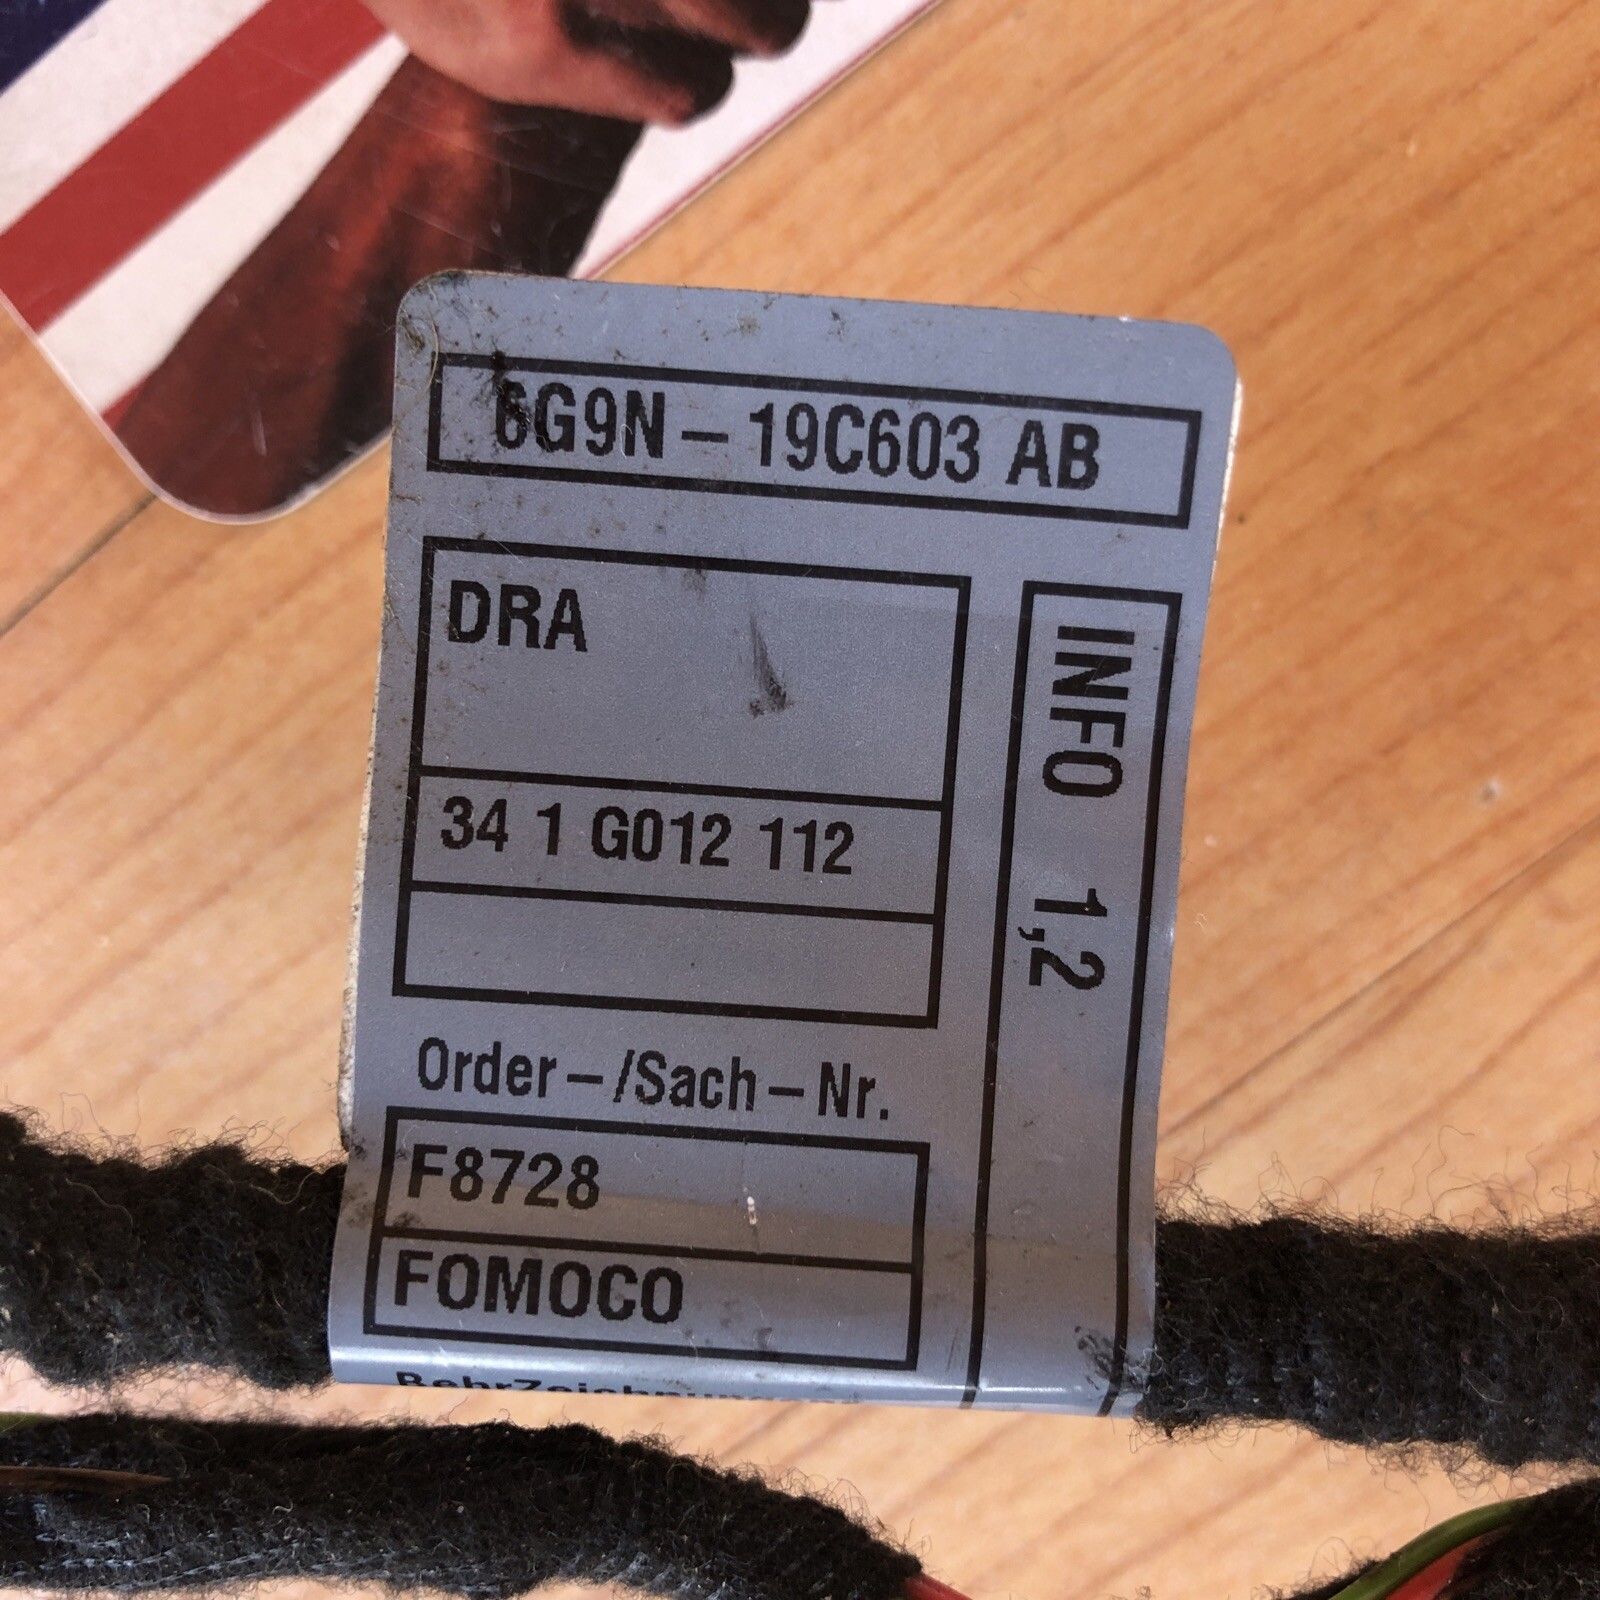 6G9N – 19C603 AB
DRA
34 1 G012 112
INFO 1,2
Order – /Sach – Nr.
F8728
FOMOCO